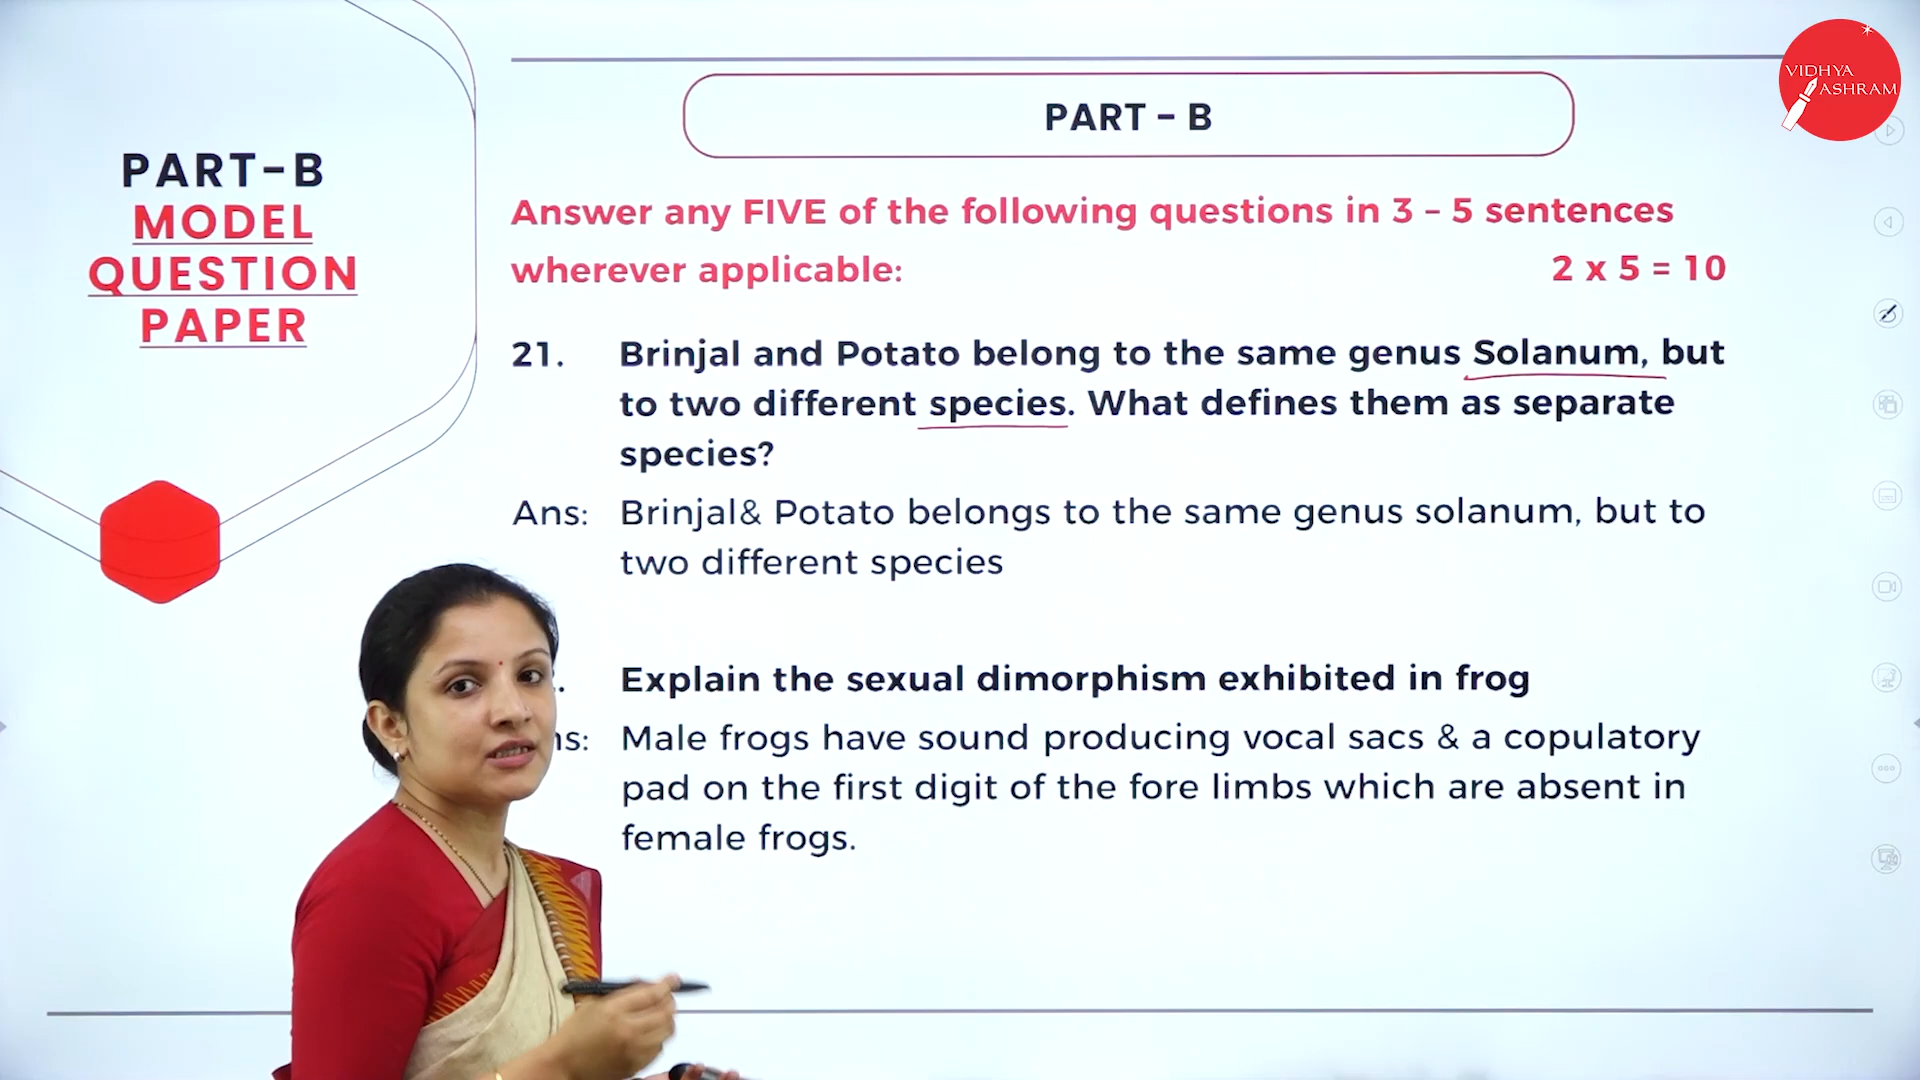 VIDHYA
ASHRAM
PART - B
PART-B
MODEL
QUESTION
PAPER
Answer any FIVE of the following questions in 3 - 5 sentences
wherever applicable: 2 x 5 = 10
21. Brinjal and Potato belong to the same genus Solanum, but
to two different species. What defines them as separate
species?
Ans: Brinjal& Potato belongs to the same genus solanum, but to
two different species
Explain the sexual dimorphism exhibited in frog
Male frogs have sound producing vocal sacs & a copulatory
pad on the first digit of the fore limbs which are absent in
female frogs.